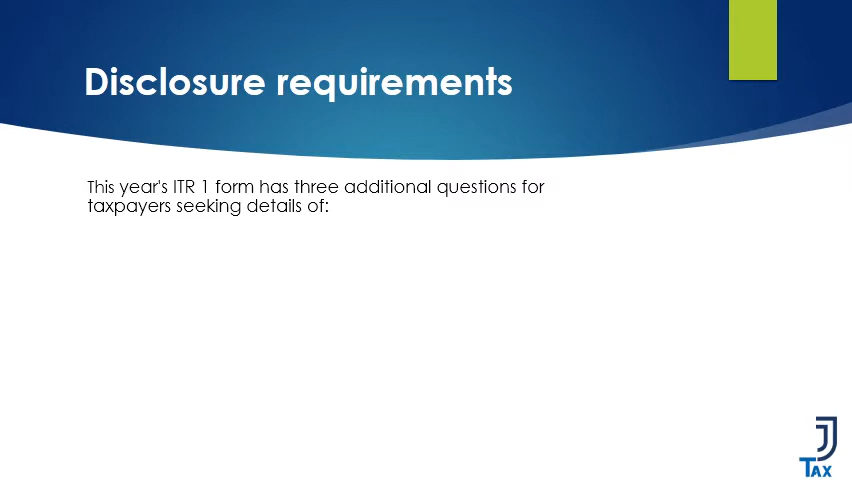 Disclosure requirements
This year's ITR 1 form has three additional questions for
taxpayers seeking details of:
J
TAX